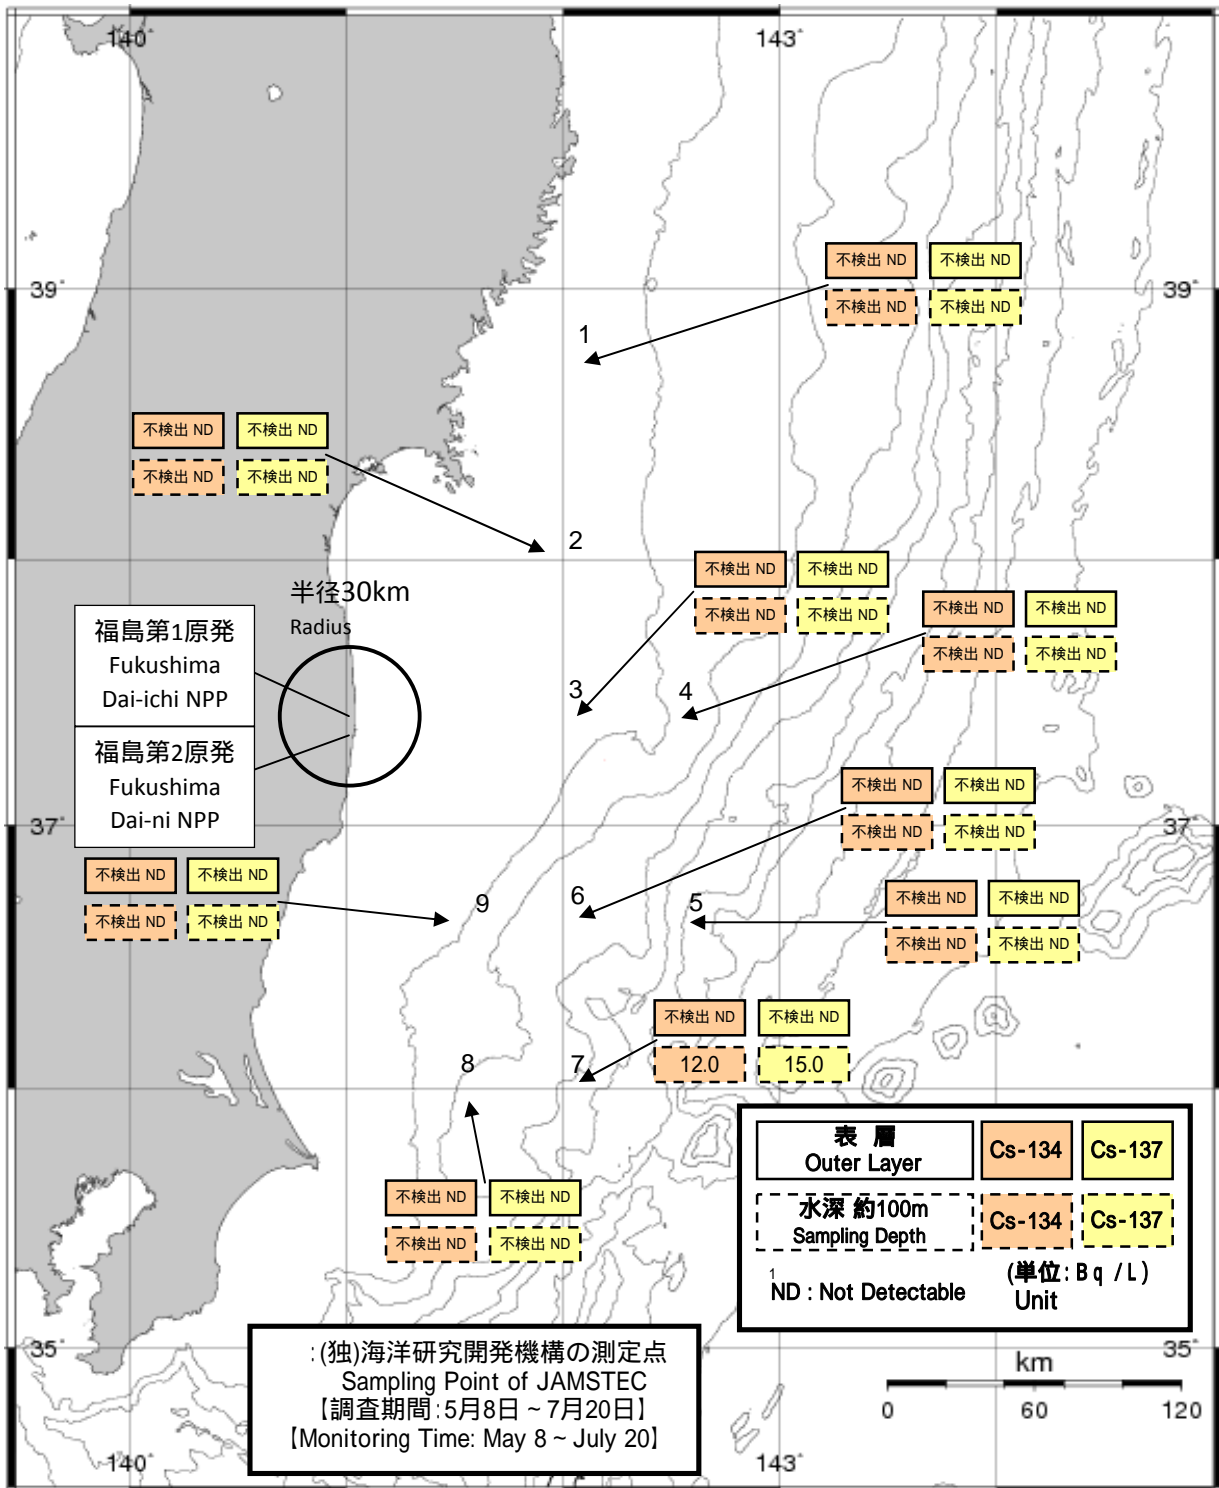 140°
143°
不検出 ND
不検出 ND
39°
39°
不検出 ND
不検出 ND
1
不検出 ND
不検出 ND
不検出 ND
不検出 ND
2
不検出 ND
不検出 ND
不検出 ND
不検出 ND
半径30km
Radius
不検出 ND
不検出 ND
不検出 ND
不検出 ND
福島第1原発
Fukushima
Dai-ichi NPP
3
4
福島第2原発
Fukushima
Dai-ni NPP
不検出 ND
不検出 ND
不検出 ND
不検出 ND
37°
37°
不検出 ND
不検出 ND
不検出 ND
不検出 ND
9
6
5
不検出 ND
不検出 ND
不検出 ND
不検出 ND
不検出 ND
不検出 ND
12.0
15.0
8
7
不検出 ND
不検出 ND
不検出 ND
不検出 ND
表 層
Outer Layer
Cs-134
Cs-137
水深 約100m
Sampling Depth
Cs-134
Cs-137
1
ND : Not Detectable
(単位: Bq / L)
Unit
:(独)海洋研究開発機構の測定点
Sampling Point of JAMSTEC
【調査期間:5月8日 ~ 7月20日】
【Monitoring Time: May 8 ~ July 20】
35°
35°
km
0
60
120
140°
143°